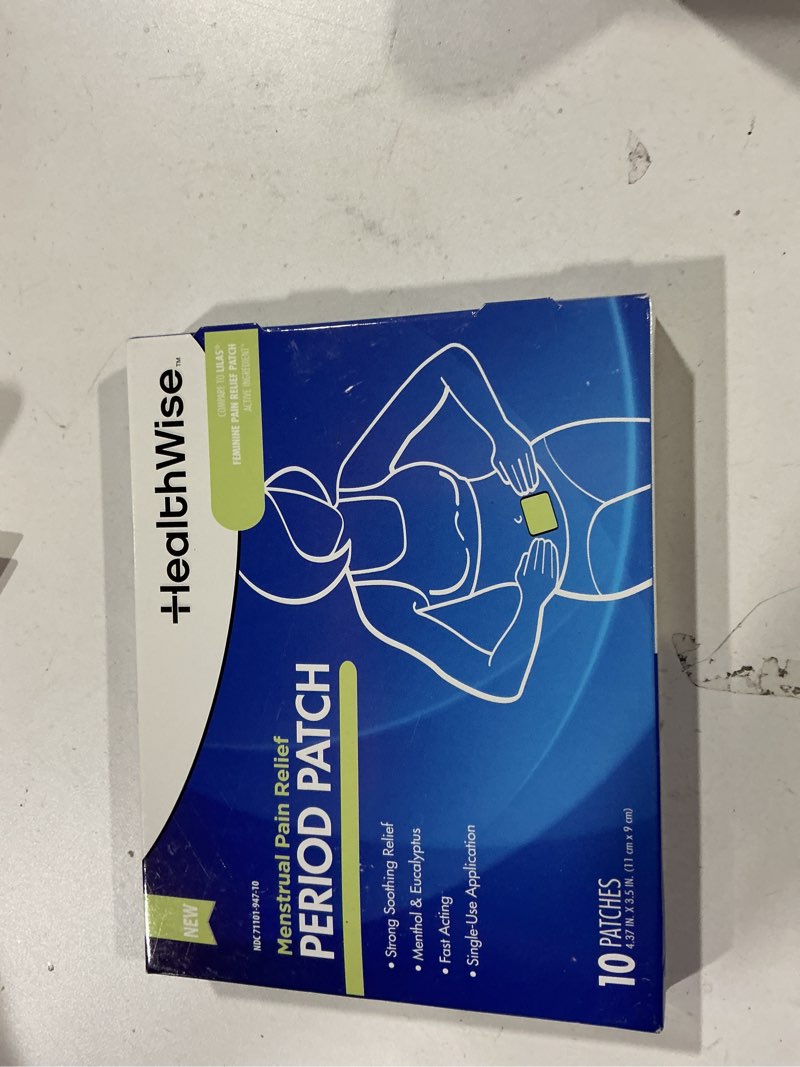 HealthWise™
COMPARE TO LILAS®
FEMININE PAIN RELIEF PATCH
ACTIVE INGREDIENT**
NEW
NDC 71101-947-10
Menstrual Pain Relief
PERIOD PATCH
• Strong Soothing Relief
• Menthol & Eucalyptus
• Fast Acting
• Single-Use Application
10 PATCHES
4.37 IN. X 3.5 IN. (11 cm x 9 cm)